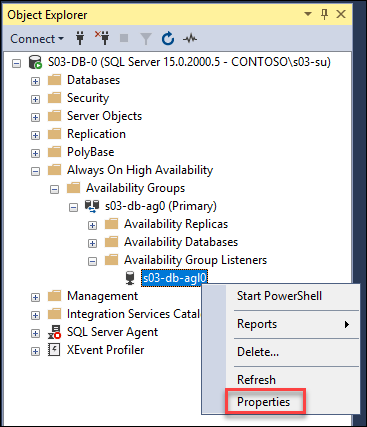 Object Explorer
Connect
S03-DB-0 (SQL Server 15.0.2000.5 - CONTOSO\s03-su)
Databases
Security
Server Objects
Replication
PolyBase
Always On High Availability
Availability Groups
s03-db-ag0 (Primary)
Availability Replicas
Availability Databases
Availability Group Listeners
s03-db-agl0
Management
Integration Services Catal
SQL Server Agent
XEvent Profiler
Start PowerShell
Reports
Delete...
Refresh
Properties